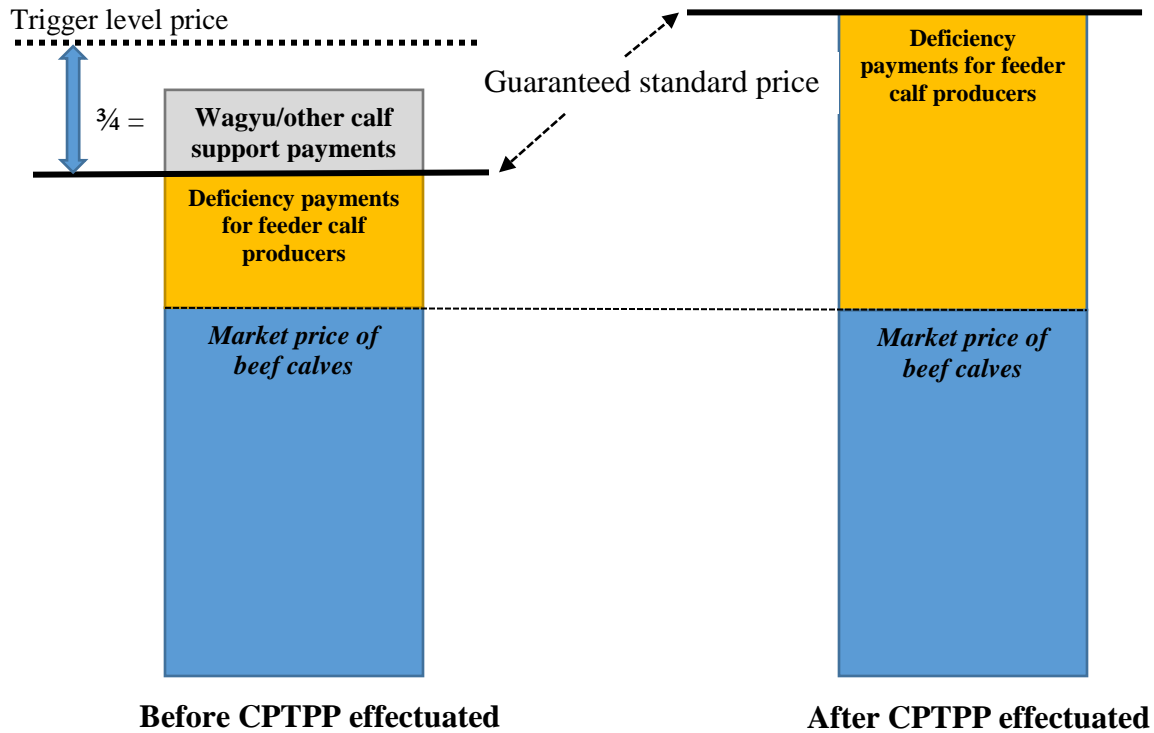 Trigger level price
¾ =
Wagyu/other calf
support payments
Deficiency payments
for feeder calf
producers
Market price of
beef calves
Before CPTPP effectuated
Guaranteed standard price
Deficiency
payments for feeder
calf producers
Market price of
beef calves
After CPTPP effectuated